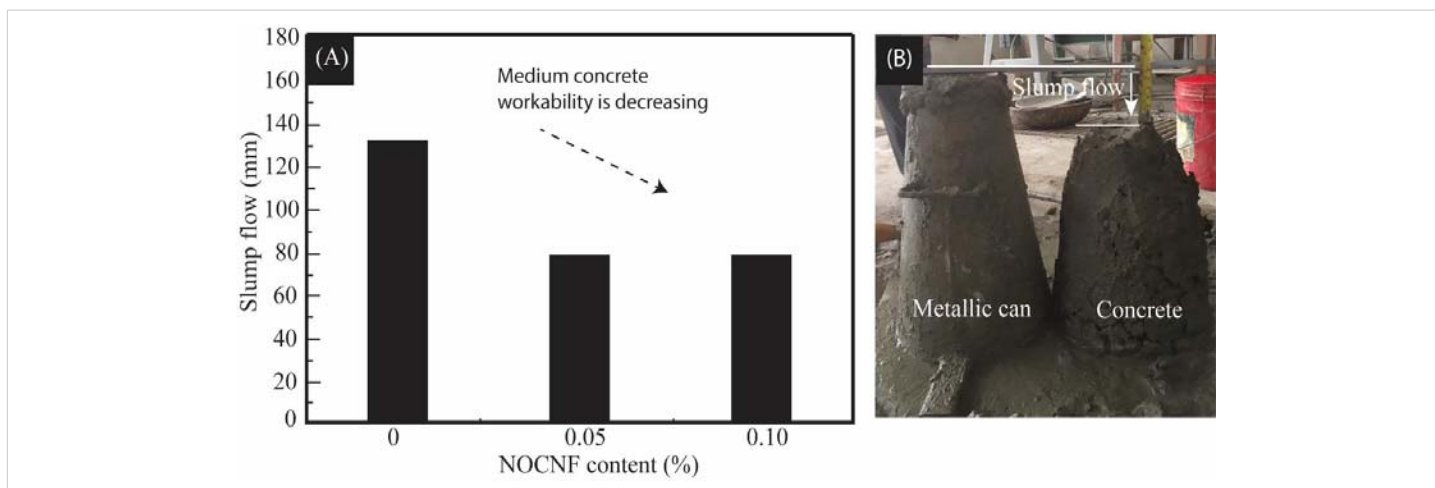 (A)
180
160
140
120
100
80
60
40
20
0
Slump flow (mm)
Medium concrete
workability is decreasing
0 0.05 0.10
NOCNF content (%)
(B)
Slump flow
Metallic can
Concrete